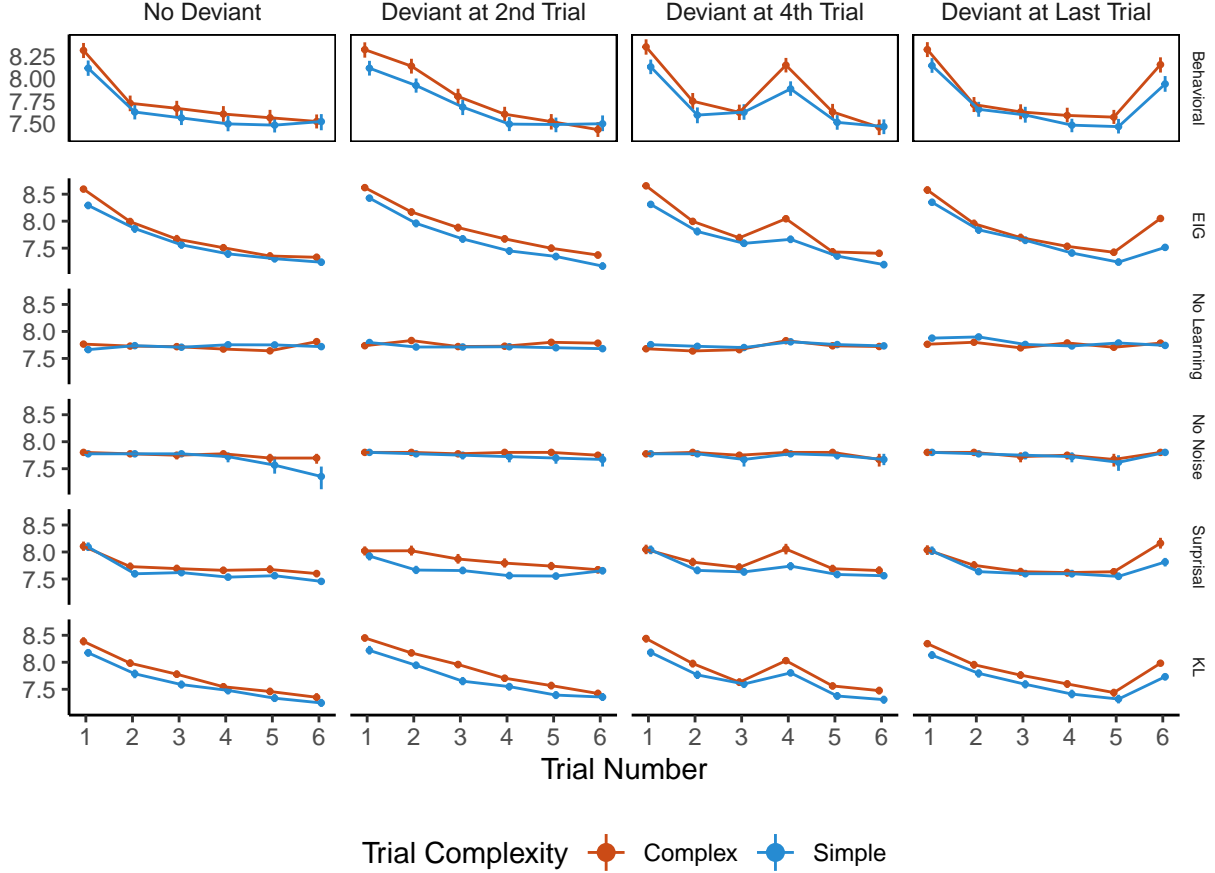 No Deviant Deviant at 2nd Trial Deviant at 4th Trial Deviant at Last Trial
8.25
8.00
7.75
7.50
Behavioral
8.5
8.0
7.5
EIG
8.5
8.0
7.5
No Learning
8.5
8.0
7.5
No Noise
8.5
8.0
7.5
Surprisal
8.5
8.0
7.5
KL
1 2 3 4 5 6 1 2 3 4 5 6 1 2 3 4 5 6 1 2 3 4 5 6
Trial Number
Trial Complexity Complex Simple